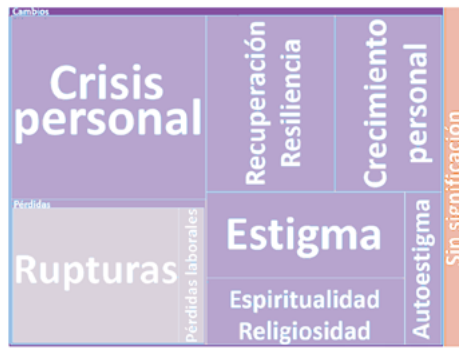 Cambios
Crisis
personal
Recuperación
Resiliencia
Crecimiento
personal
Pérdidas
Rupturas
Pérdidas laborales
Estigma
Espiritualidad
Religiosidad
Autoestigma
Sin significación